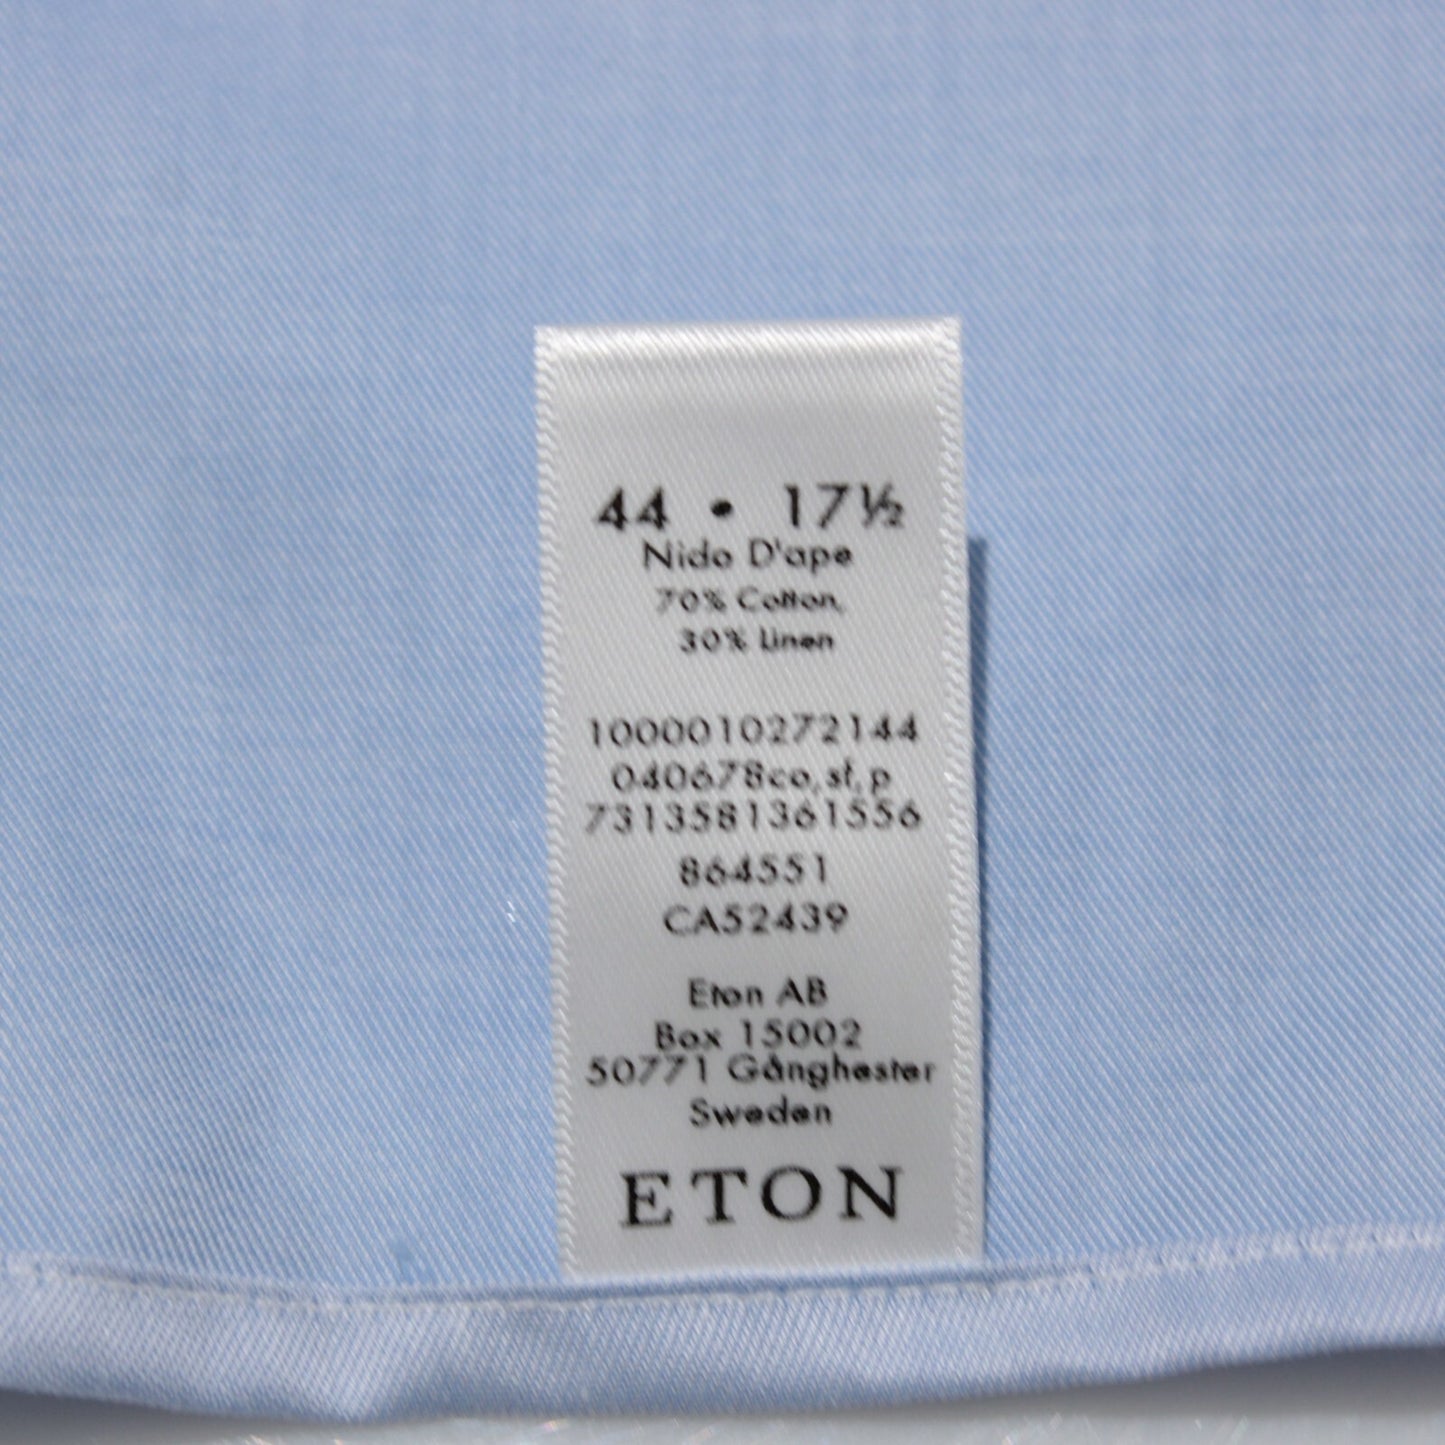 44 • 17½
Nido D'ape
70% Cotton,
30% Linen
1000010272144
040678co,sf,p
7313581361556
864551
CA52439
Eton AB
Box 15002
50771 Gånghester
Sweden
ETON